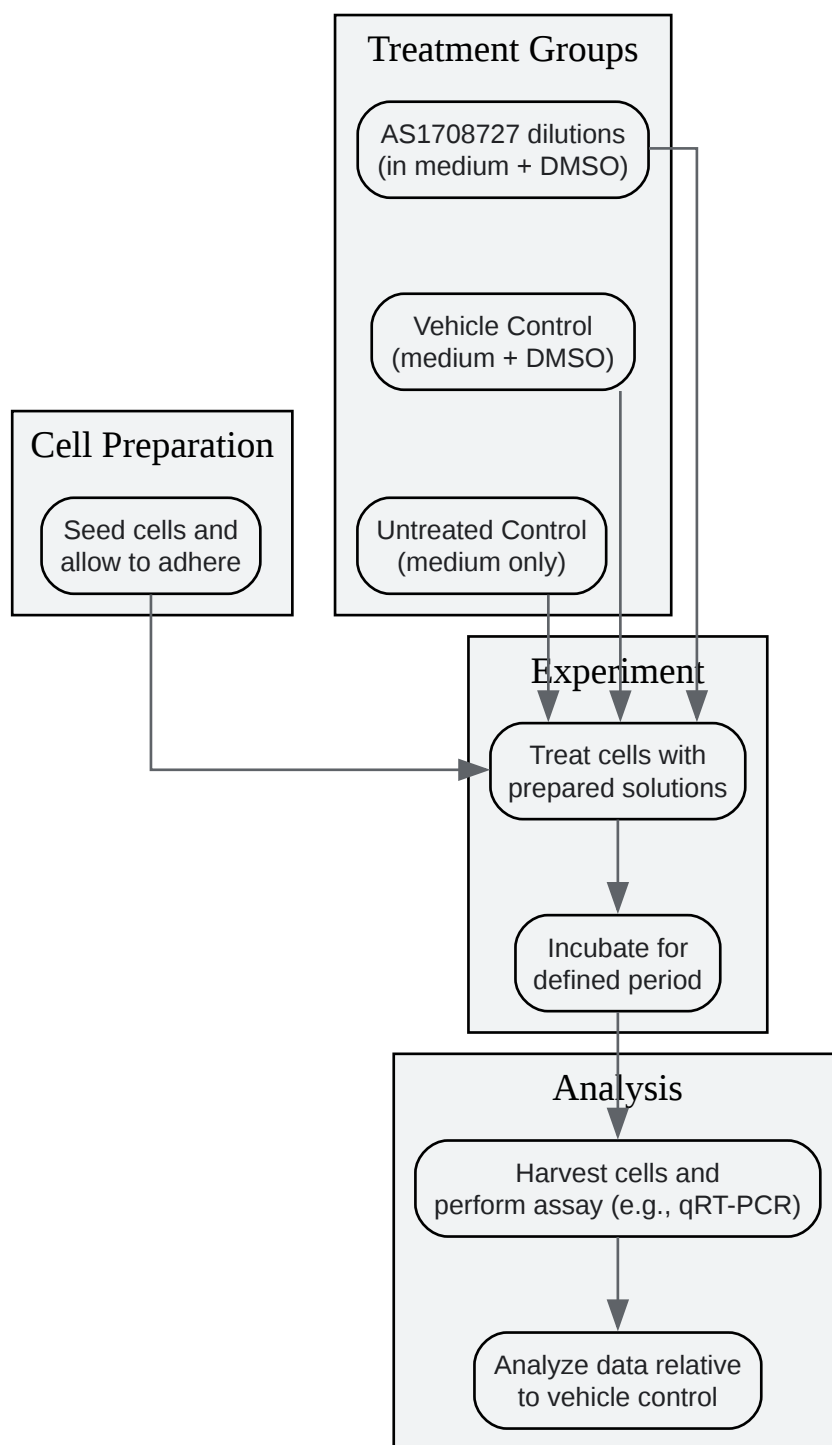 Treatment Groups
AS1708727 dilutions
(in medium + DMSO)
Vehicle Control
(medium + DMSO)
Cell Preparation
Seed cells and
allow to adhere
Untreated Control
(medium only)
Experiment
Treat cells with
prepared solutions
Incubate for
defined period
Analysis
Harvest cells and
perform assay (e.g., qRT-PCR)
Analyze data relative
to vehicle control